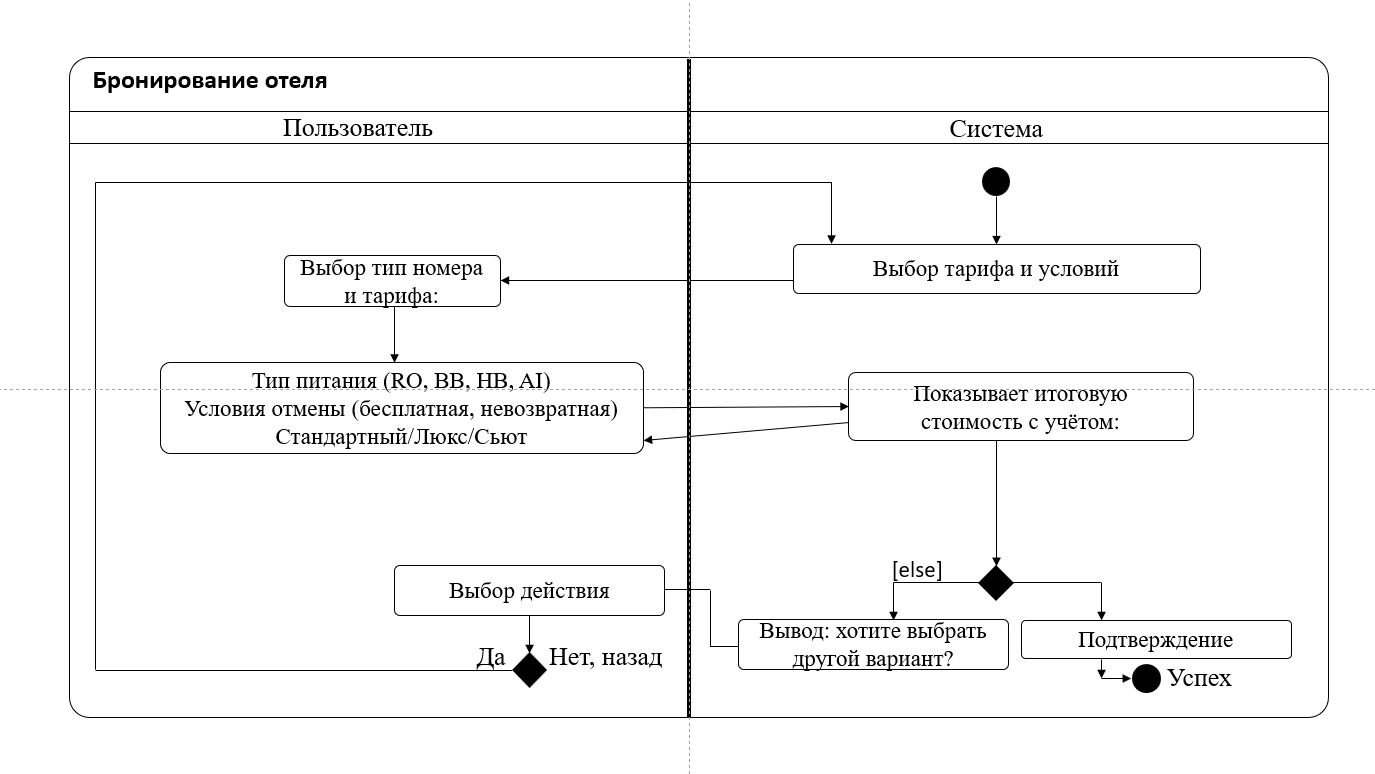 Бронирование отеля
Пользователь
Система
Выбор тарифа и условий
Выбор тип номера
и тарифа:
Тип питания (RO, BB, HB, AI)
Условия отмены (бесплатная, невозвратная)
Стандартный/Люкс/Сьют
Показывает итоговую
стоимость с учётом:
[else]
Выбор действия
Вывод: хотите выбрать
другой вариант?
Подтверждение
Да
Нет, назад
Успех